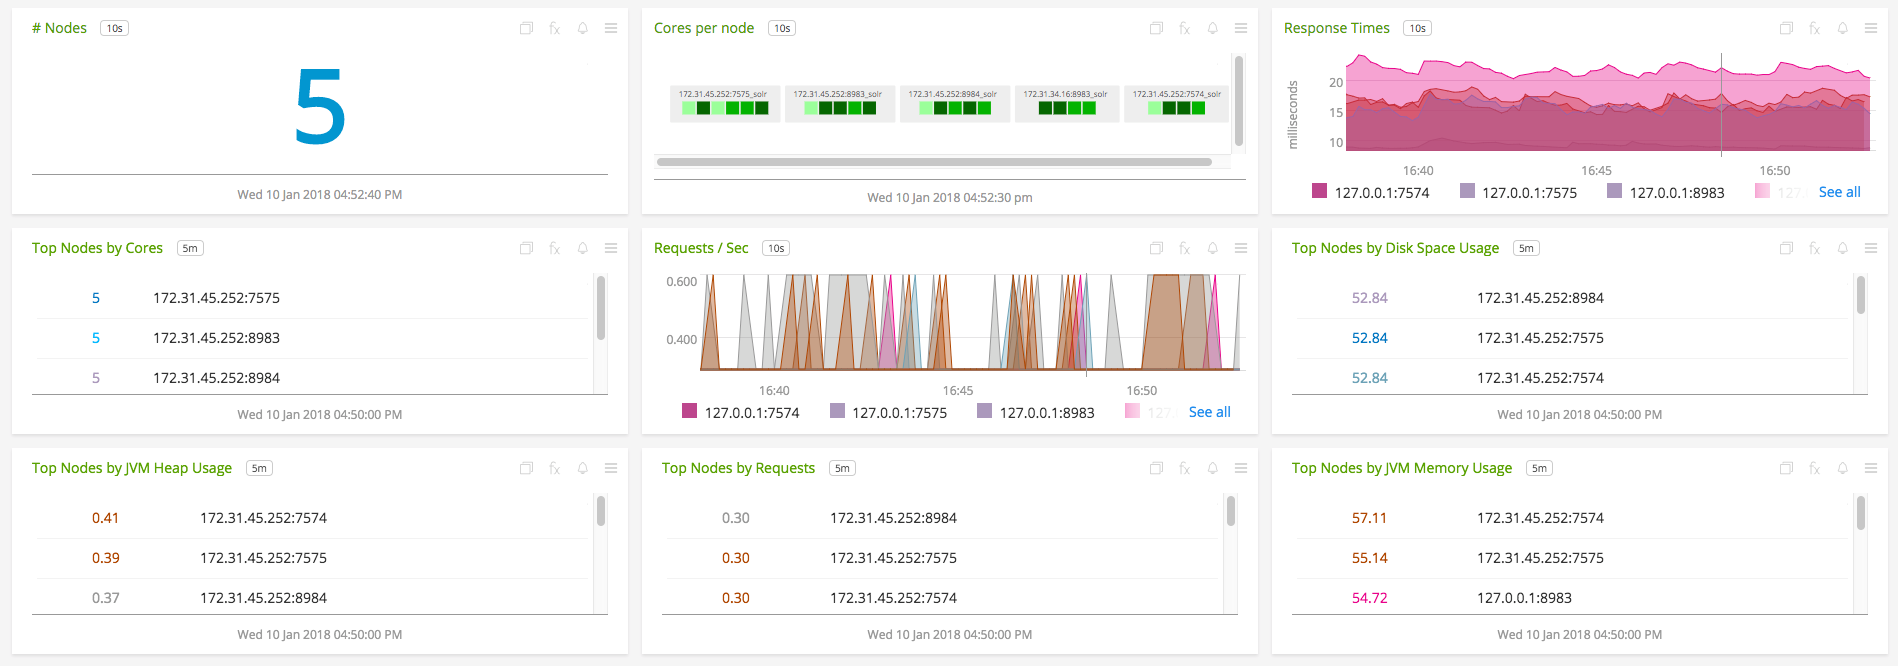 # Nodes 10s fx
5
Wed 10 Jan 2018 04:52:40 PM
Cores per node 10s fx
172.31.45.252:7575_solr 172.31.45.252:8983_solr 172.31.45.252:8984_solr 172.31.34.16:8983_solr 172.31.45.252:7574_solr
Wed 10 Jan 2018 04:52:30 pm
Response Times 10s fx
milliseconds
20
15
10
16:40 16:45 16:50
127.0.0.1:7574 127.0.0.1:7575 127.0.0.1:8983 127 See all
Top Nodes by Cores 5m fx
5 172.31.45.252:7575
5 172.31.45.252:8983
5 172.31.45.252:8984
Wed 10 Jan 2018 04:50:00 PM
Requests / Sec 10s fx
0.600
0.400
16:40 16:45 16:50
127.0.0.1:7574 127.0.0.1:7575 127.0.0.1:8983 127 See all
Top Nodes by Disk Space Usage 5m fx
52.84 172.31.45.252:8984
52.84 172.31.45.252:7575
52.84 172.31.45.252:7574
Wed 10 Jan 2018 04:50:00 PM
Top Nodes by JVM Heap Usage 5m fx
0.41 172.31.45.252:7574
0.39 172.31.45.252:7575
0.37 172.31.45.252:8984
Wed 10 Jan 2018 04:50:00 PM
Top Nodes by Requests 5m fx
0.30 172.31.45.252:8984
0.30 172.31.45.252:7575
0.30 172.31.45.252:7574
Wed 10 Jan 2018 04:50:00 PM
Top Nodes by JVM Memory Usage 5m fx
57.11 172.31.45.252:7574
55.14 172.31.45.252:7575
54.72 127.0.0.1:8983
Wed 10 Jan 2018 04:50:00 PM